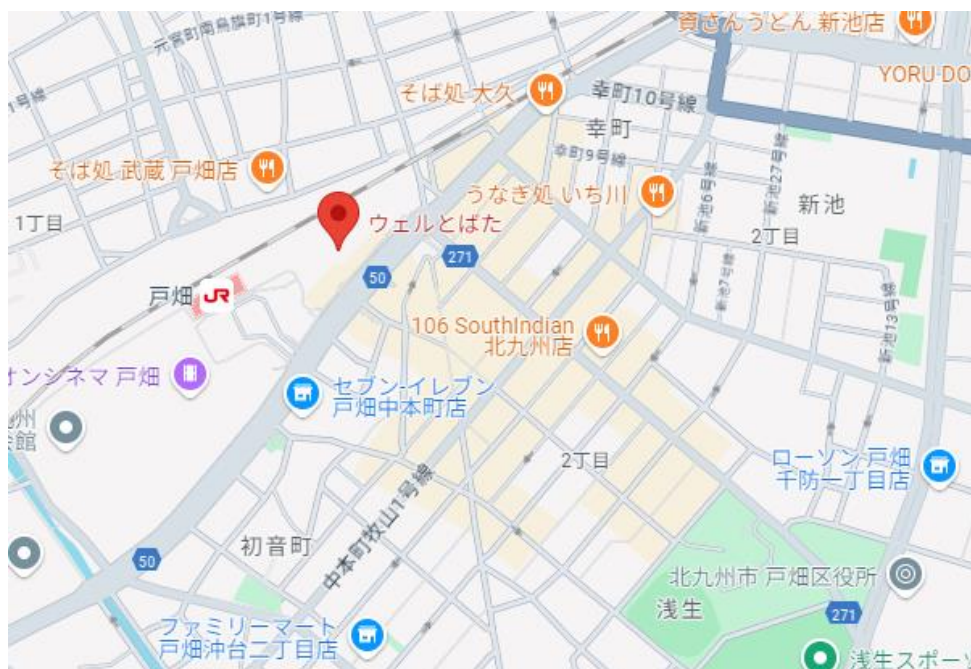 元宮町南鳥旗町1号線
資さんうどん 新池店
YORU DO
そば処 大久
幸町10号線
幸町
幸町9号線
そば処 武蔵 戸畑店
うなぎ処 いち川
新池6号線
新池27号線
新池
1丁目
ウェルとばた
2丁目
271
50
新池7号線
戸畑
JR
新池13号線
106 SouthIndian
北九州店
オンシネマ 戸畑
セブン-イレブン
戸畑中本町店
州
会館
2丁目
ローソン 戸畑
千防一丁目店
中本町牧山1号線
初音町
50
北九州市 戸畑区役所
浅生
271
ファミリーマート
戸畑沖台二丁目店
浅生スポーツ